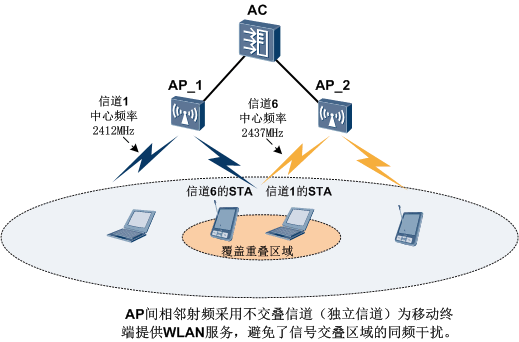 AC
AP_1
AP_2
信道1
中心频率
2412MHz
信道6
中心频率
2437MHz
信道6的STA
信道1的STA
覆盖重叠区域
AP间相邻射频采用不交叠信道（独立信道）为移动终
端提供WLAN服务，避免了信号交叠区域的同频干扰。